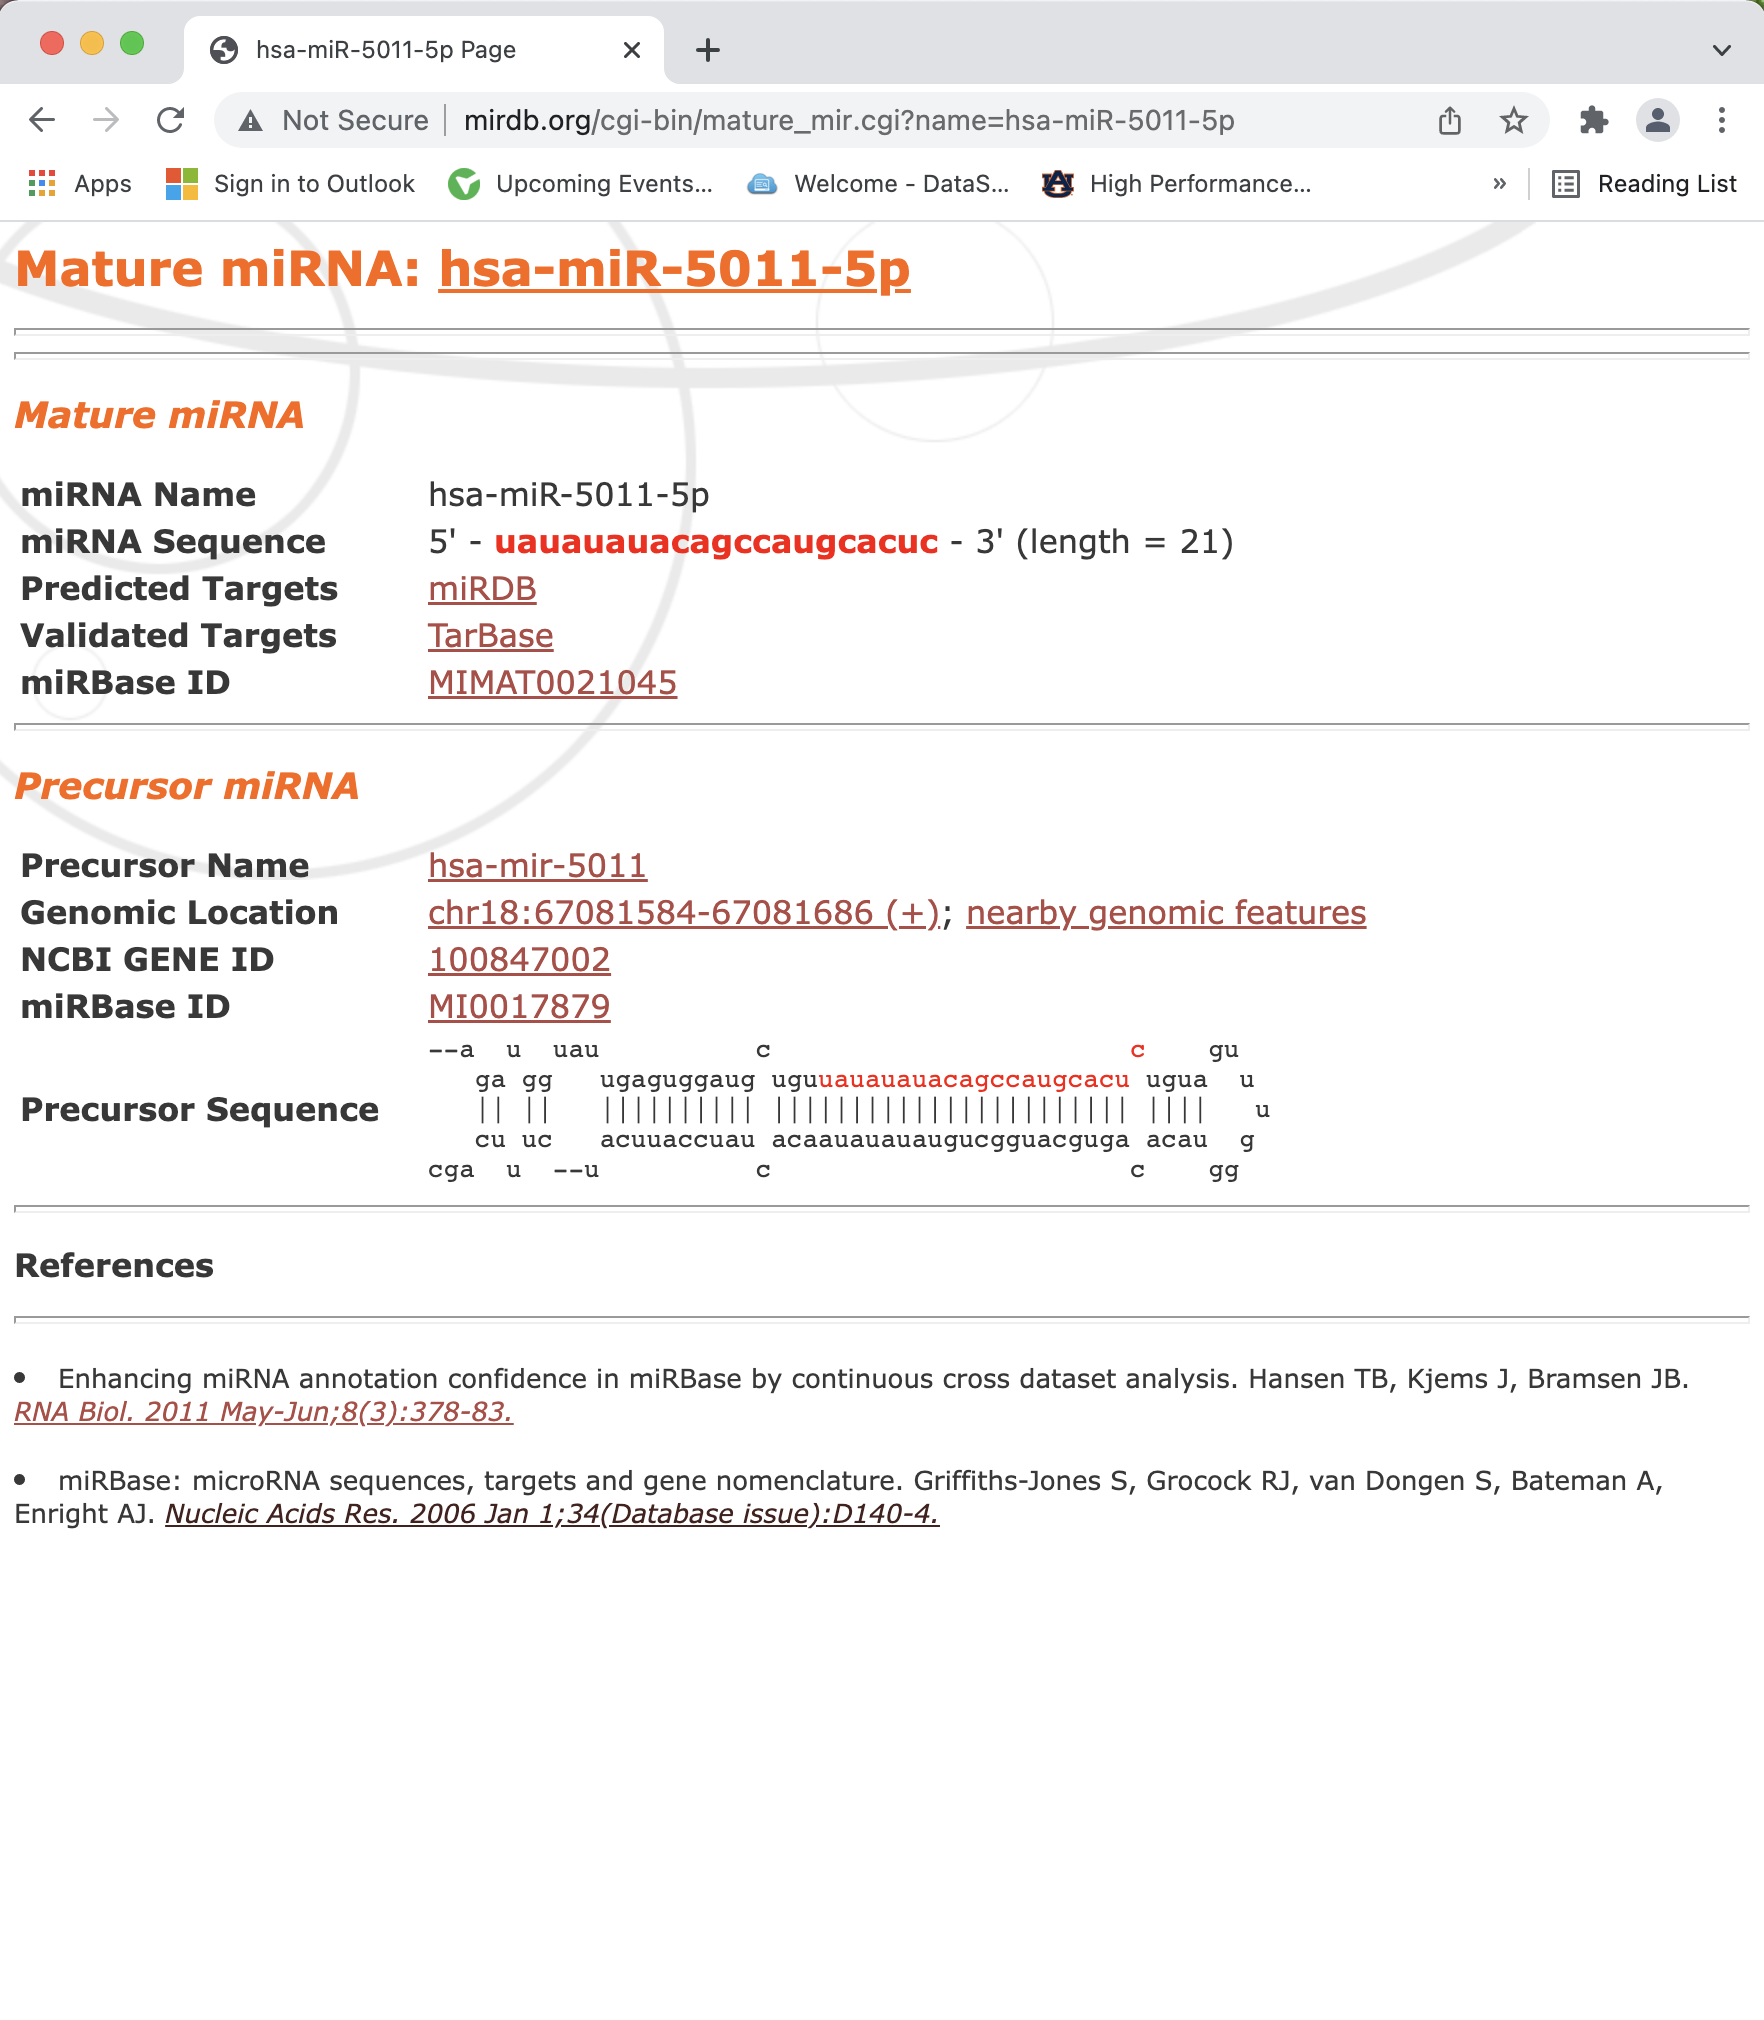 hsa-miR-5011-5p Page
Not Secure mirdb.org/cgi-bin/mature_mir.cgi?name=hsa-miR-5011-5p
Apps Sign in to Outlook Upcoming Events... Welcome - DataS... High Performance... » Reading List
Mature miRNA: hsa-miR-5011-5p
Mature miRNA
miRNA Name hsa-miR-5011-5p
miRNA Sequence 5' - uauauauacagccaugcacuc - 3' (length = 21)
Predicted Targets miRDB
Validated Targets TarBase
miRBase ID MIMAT0021045
Precursor miRNA
Precursor Name hsa-mir-5011
Genomic Location chr18:67081584-67081686 (+); nearby genomic features
NCBI GENE ID 100847002
miRBase ID MI0017879
--a  u  uau          c                       c    gu
   ga gg   ugaguggaug uguuauauauacagccaugcacu ugua  u
Precursor Sequence    || ||   |||||||||| ||||||||||||||||||||||| ||||   u
   cu uc   acuuaccuau acaauauauaugucgguacguga acau  g
cga  u  --u          c                       c    gg
References
• Enhancing miRNA annotation confidence in miRBase by continuous cross dataset analysis. Hansen TB, Kjems J, Bramsen JB.
RNA Biol. 2011 May-Jun;8(3):378-83.
• miRBase: microRNA sequences, targets and gene nomenclature. Griffiths-Jones S, Grocock RJ, van Dongen S, Bateman A,
Enright AJ. Nucleic Acids Res. 2006 Jan 1;34(Database issue):D140-4.